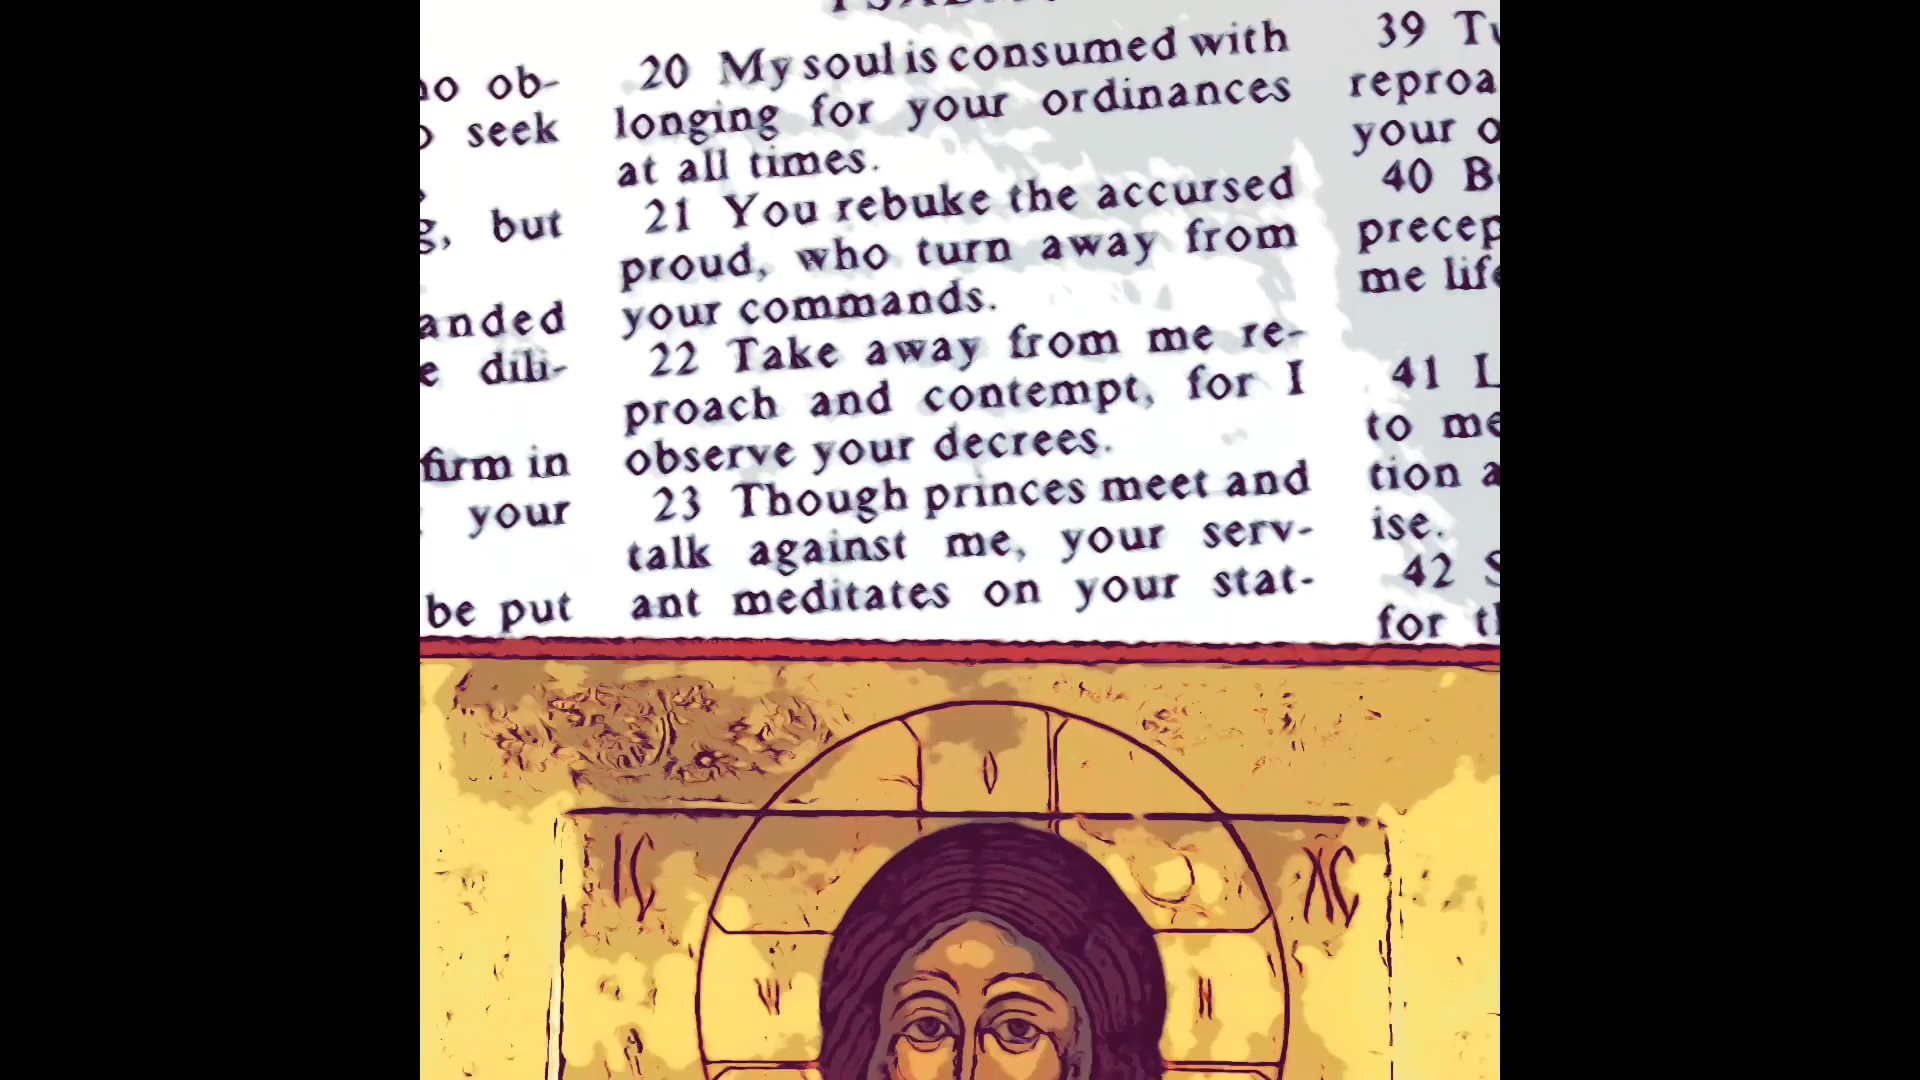 no ob-
seek
g, but
anded
e dili-
firm in
your
be put
20 My soul is consumed with
longing for your ordinances
at all times.
21 You rebuke the accursed
proud, who turn away from
your commands.
22 Take away from me re-
proach and contempt, for I
observe your decrees.
23 Though princes meet and
talk against me, your serv-
ant meditates on your stat-
39 Tu
reproa
your o
40 B
precep
me life
41 L
to me
tion a
ise.
42 S
for th
IC
XC